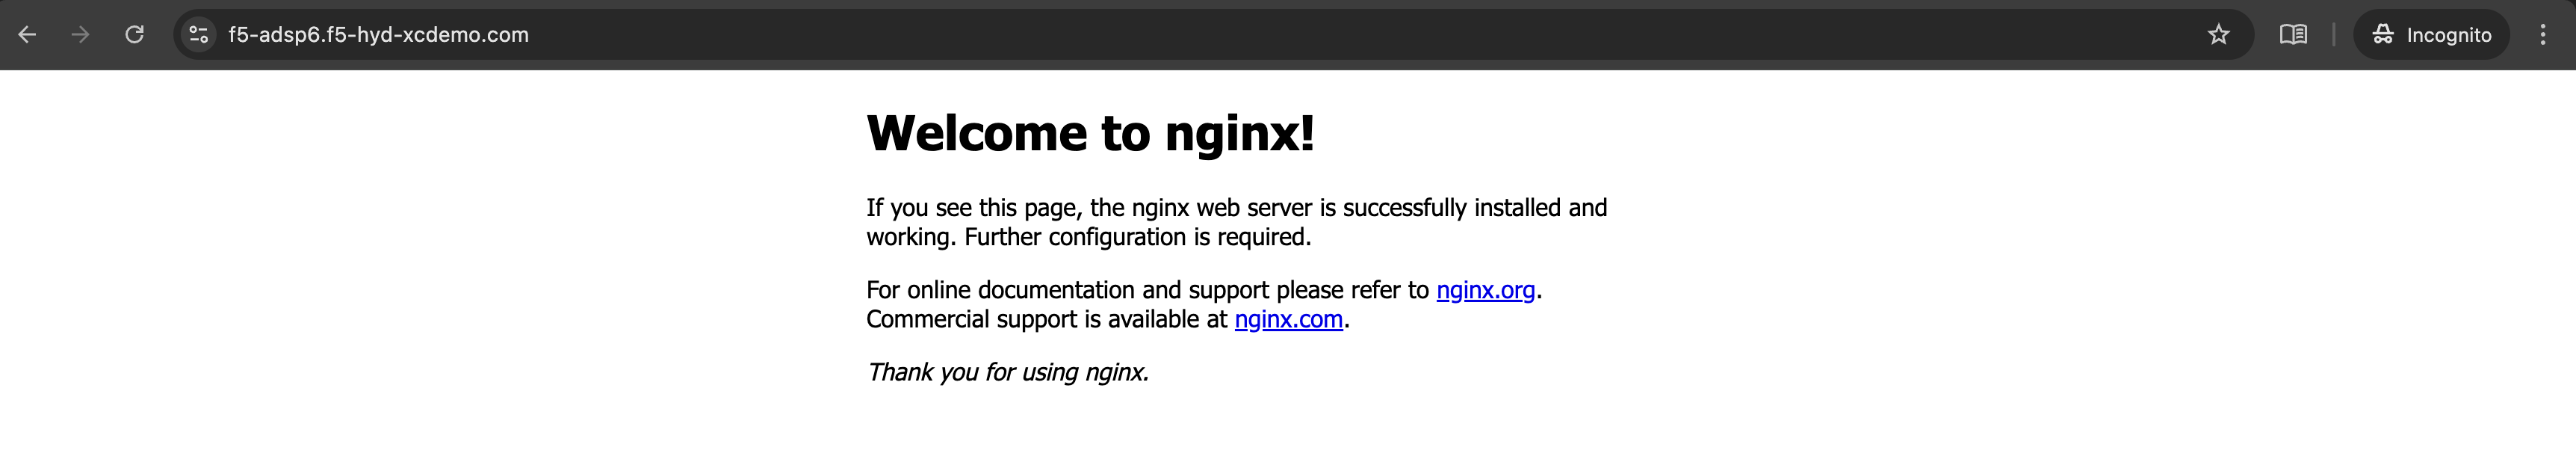 f5-adsp6.f5-hyd-xcdemo.com
Incognito
Welcome to nginx!
If you see this page, the nginx web server is successfully installed and
working. Further configuration is required.
For online documentation and support please refer to nginx.org.
Commercial support is available at nginx.com.
Thank you for using nginx.